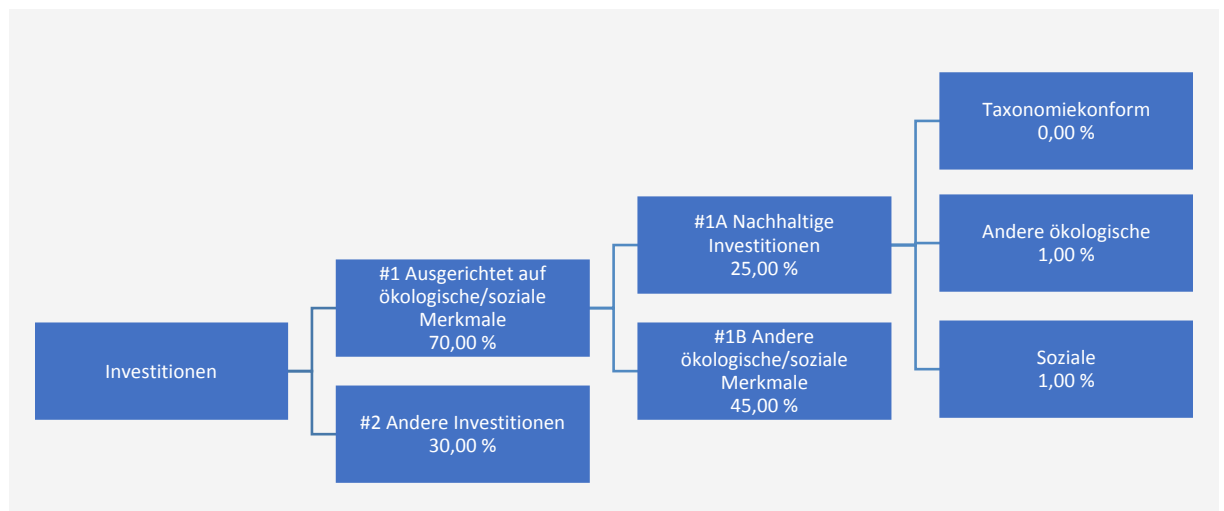 Investitionen
#1 Ausgerichtet auf
ökologische/soziale
Merkmale
70,00 %
#2 Andere Investitionen
30,00 %
#1A Nachhaltige
Investitionen
25,00 %
#1B Andere
ökologische/soziale
Merkmale
45,00 %
Taxonomiekonform
0,00 %
Andere ökologische
1,00 %
Soziale
1,00 %